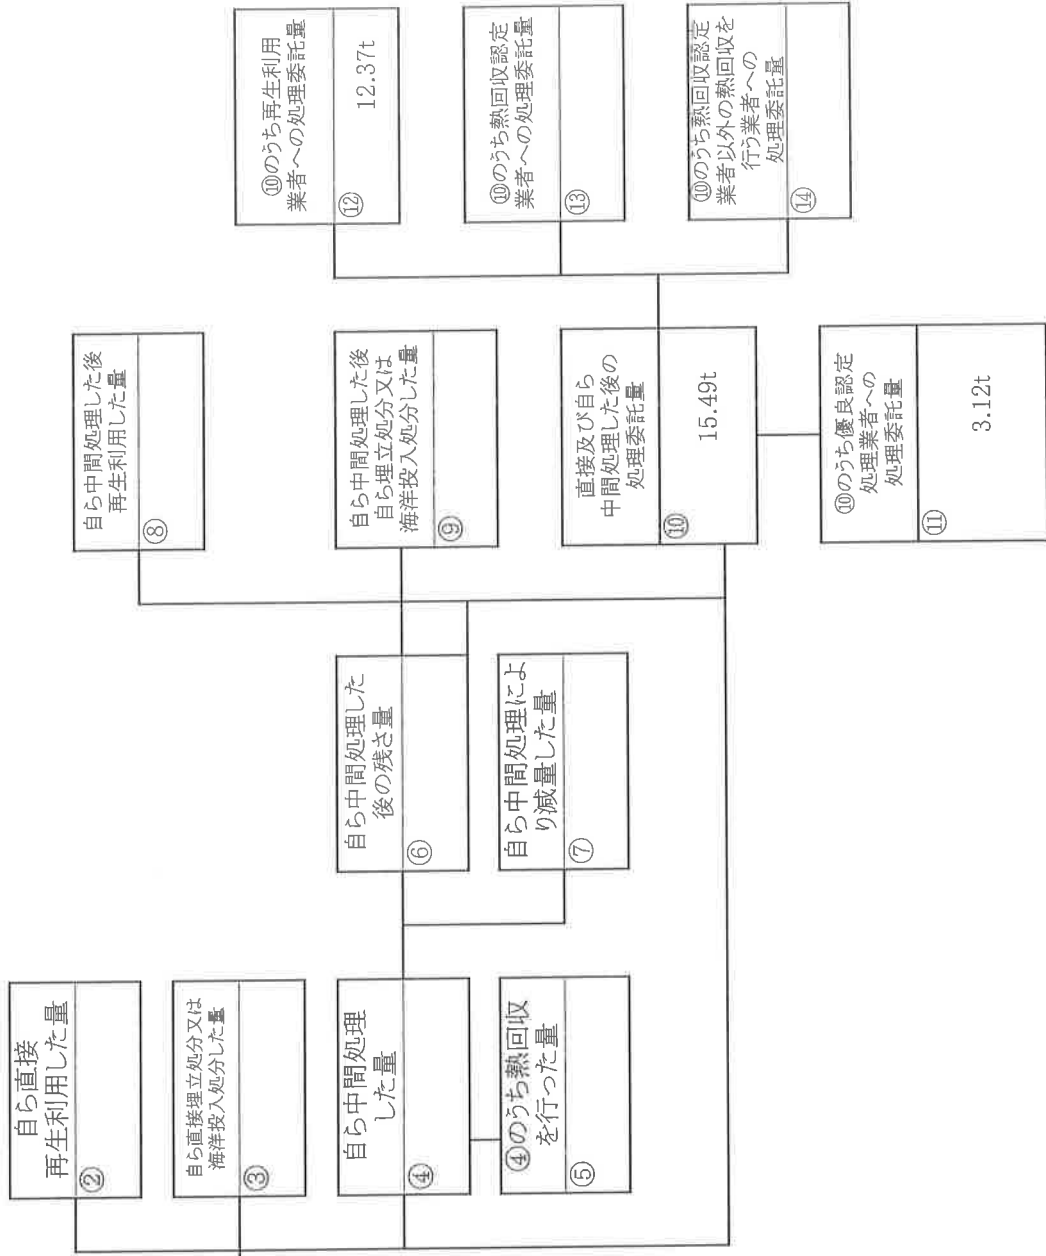 自ら直接
再生利用した量
②
自ら直接埋立処分又は
海洋投入処分した量
③
自ら中間処理
した量
④
④のうち熱回収
を行った量
⑤
自ら中間処理した
後の残さ量
⑥
自ら中間処理によ
り減量した量
⑦
自ら中間処理した後
再生利用した量
⑧
自ら中間処理した後
自ら埋立処分又は
海洋投入処分した量
⑨
直接及び自ら
中間処理した後の
処理委託量
⑩
15.49t
⑩のうち優良認定
処理業者への
処理委託量
⑪
3.12t
⑩のうち再生利用
業者への処理委託量
⑫
12.37t
⑩のうち熱回収認定
業者への処理委託量
⑬
⑩のうち熱回収認定
業者以外の熱回収を
行う業者への
処理委託量
⑭